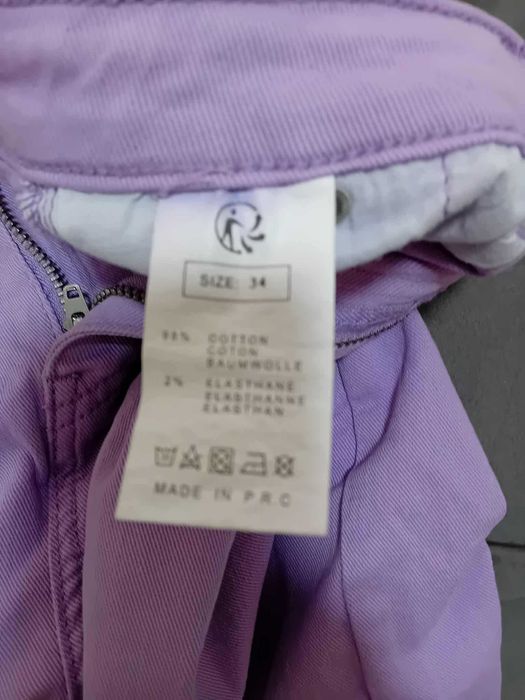 SIZE: 34
98% COTTON
COTON
BAUMWOLLE
2% ELASTHANE
ELASTHANNE
ELASTHAN
MADE IN P.R.C